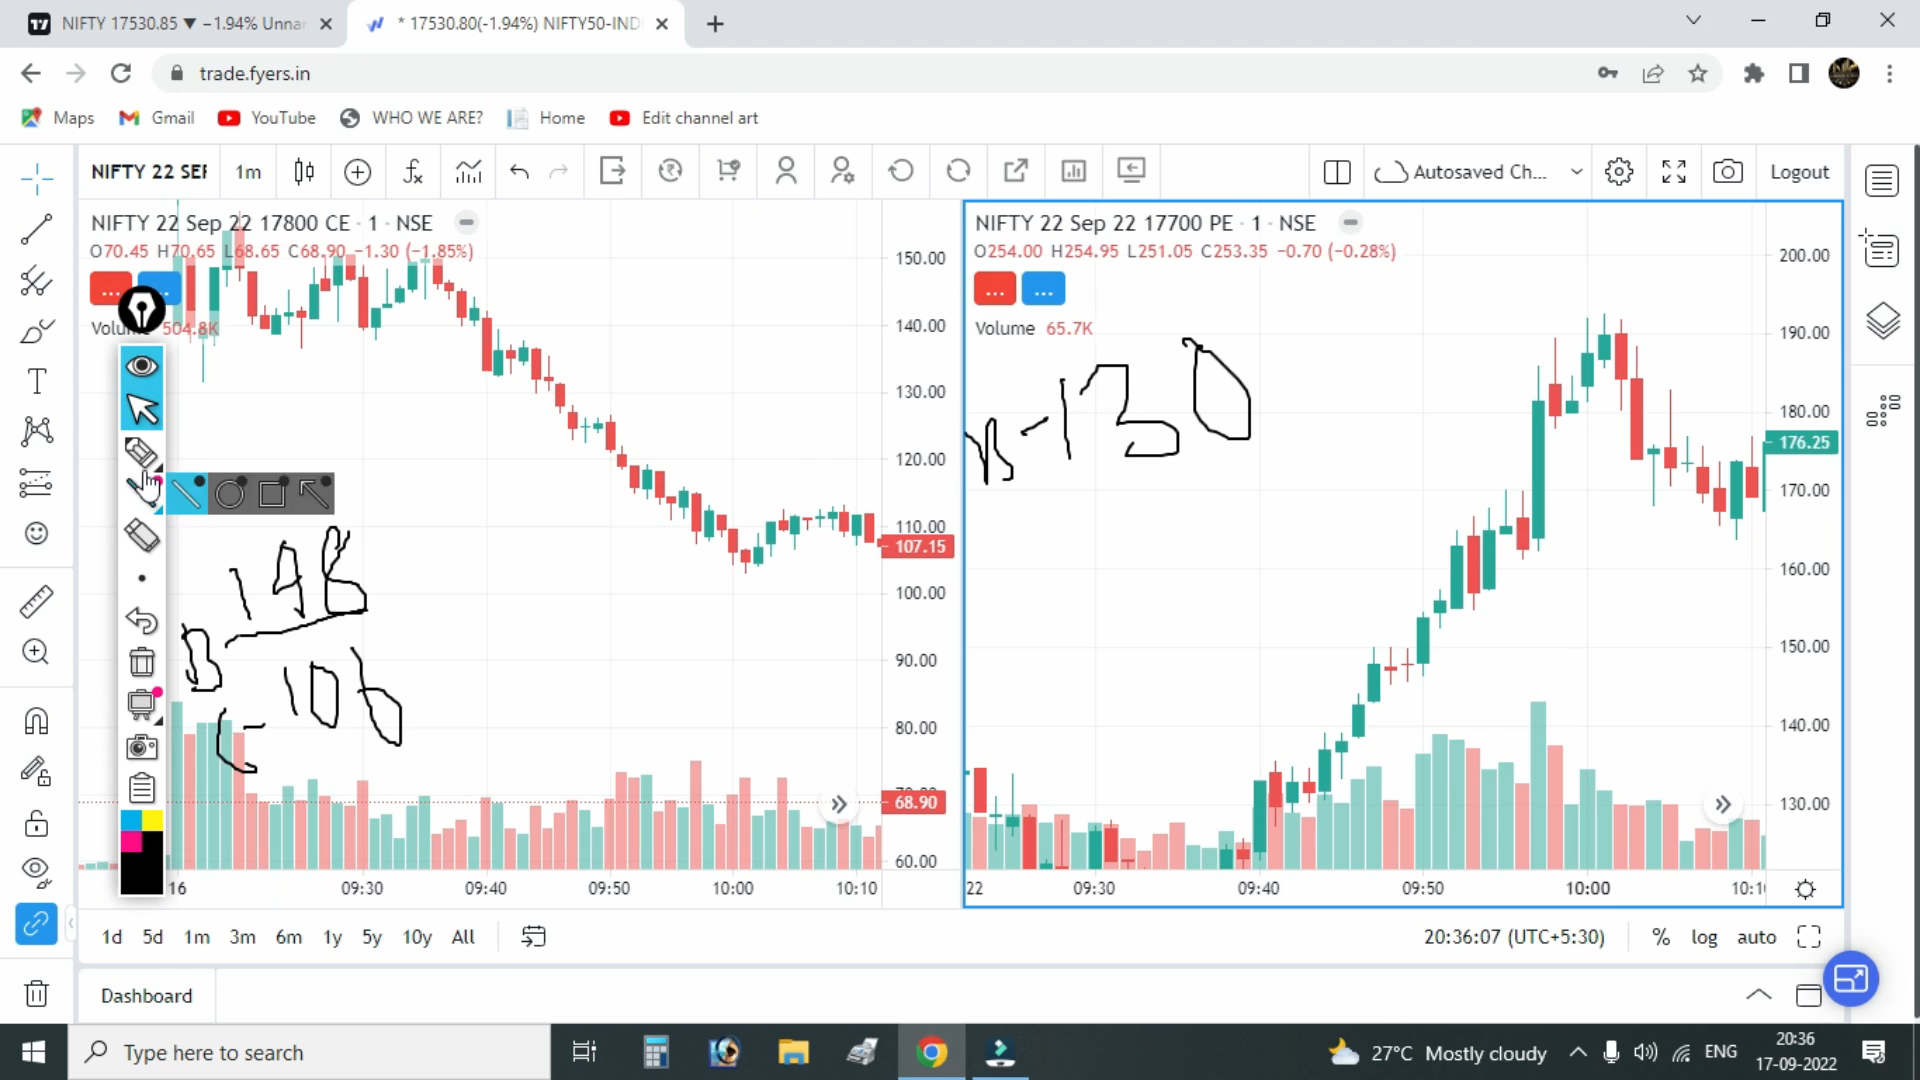 NIFTY 17530.85 ▼ −1.94% Unna
* 17530.80(-1.94%) NIFTY50-IND
trade.fyers.in
Maps Gmail YouTube WHO WE ARE? Home Edit channel art
NIFTY 22 SEP 1m Autosaved Ch... Logout
NIFTY 22 Sep 22 17800 CE · 1 · NSE
O70.45 H70.65 L68.65 C68.90 −1.30 (−1.85%)
... 
504.8K
150.00
140.00
130.00
120.00
110.00
107.15
100.00
90.00
80.00
68.90
60.00
148
B
106
16 09:30 09:40 09:50 10:00 10:10
NIFTY 22 Sep 22 17700 PE · 1 · NSE
O254.00 H254.95 L251.05 C253.35 −0.70 (−0.28%)
... ...
Volume 65.7K
B-130
200.00
190.00
180.00
176.25
170.00
160.00
150.00
140.00
130.00
22 09:30 09:40 09:50 10:00 10:1
1d 5d 1m 3m 6m 1y 5y 10y All
20:36:07 (UTC+5:30) % log auto
Dashboard
Type here to search
27°C Mostly cloudy ENG
20:36
17-09-2022